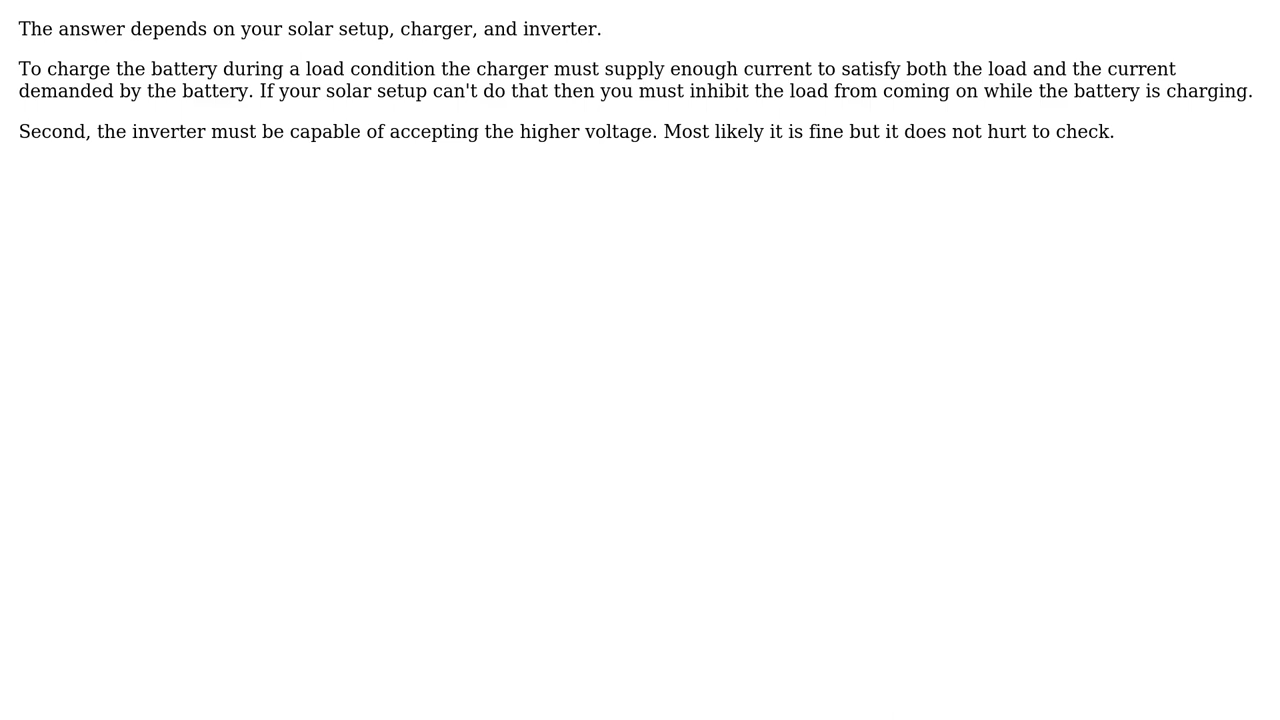 The answer depends on your solar setup, charger, and inverter.
To charge the battery during a load condition the charger must supply enough current to satisfy both the load and the current
demanded by the battery. If your solar setup can't do that then you must inhibit the load from coming on while the battery is charging.
Second, the inverter must be capable of accepting the higher voltage. Most likely it is fine but it does not hurt to check.